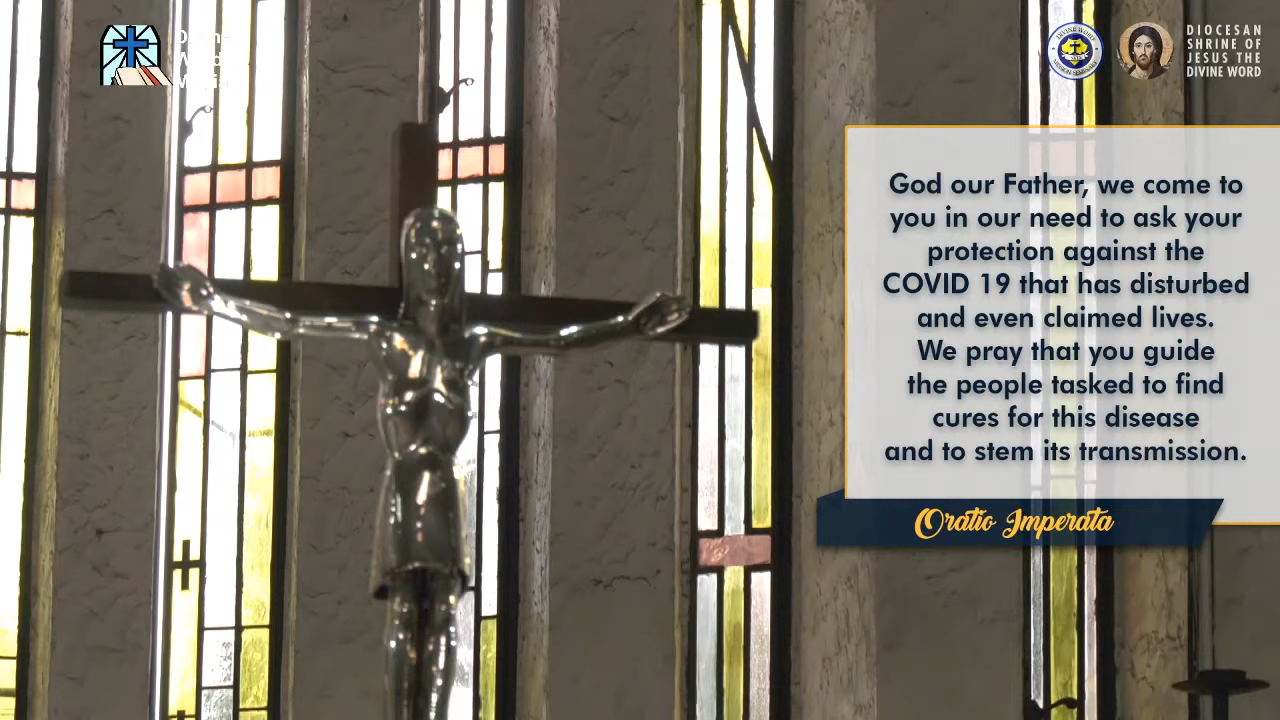 DIOCESAN
SHRINE OF
JESUS THE
DIVINE WORD
God our Father, we come to
you in our need to ask your
protection against the
COVID 19 that has disturbed
and even claimed lives.
We pray that you guide
the people tasked to find
cures for this disease
and to stem its transmission.
Oratio Imperata